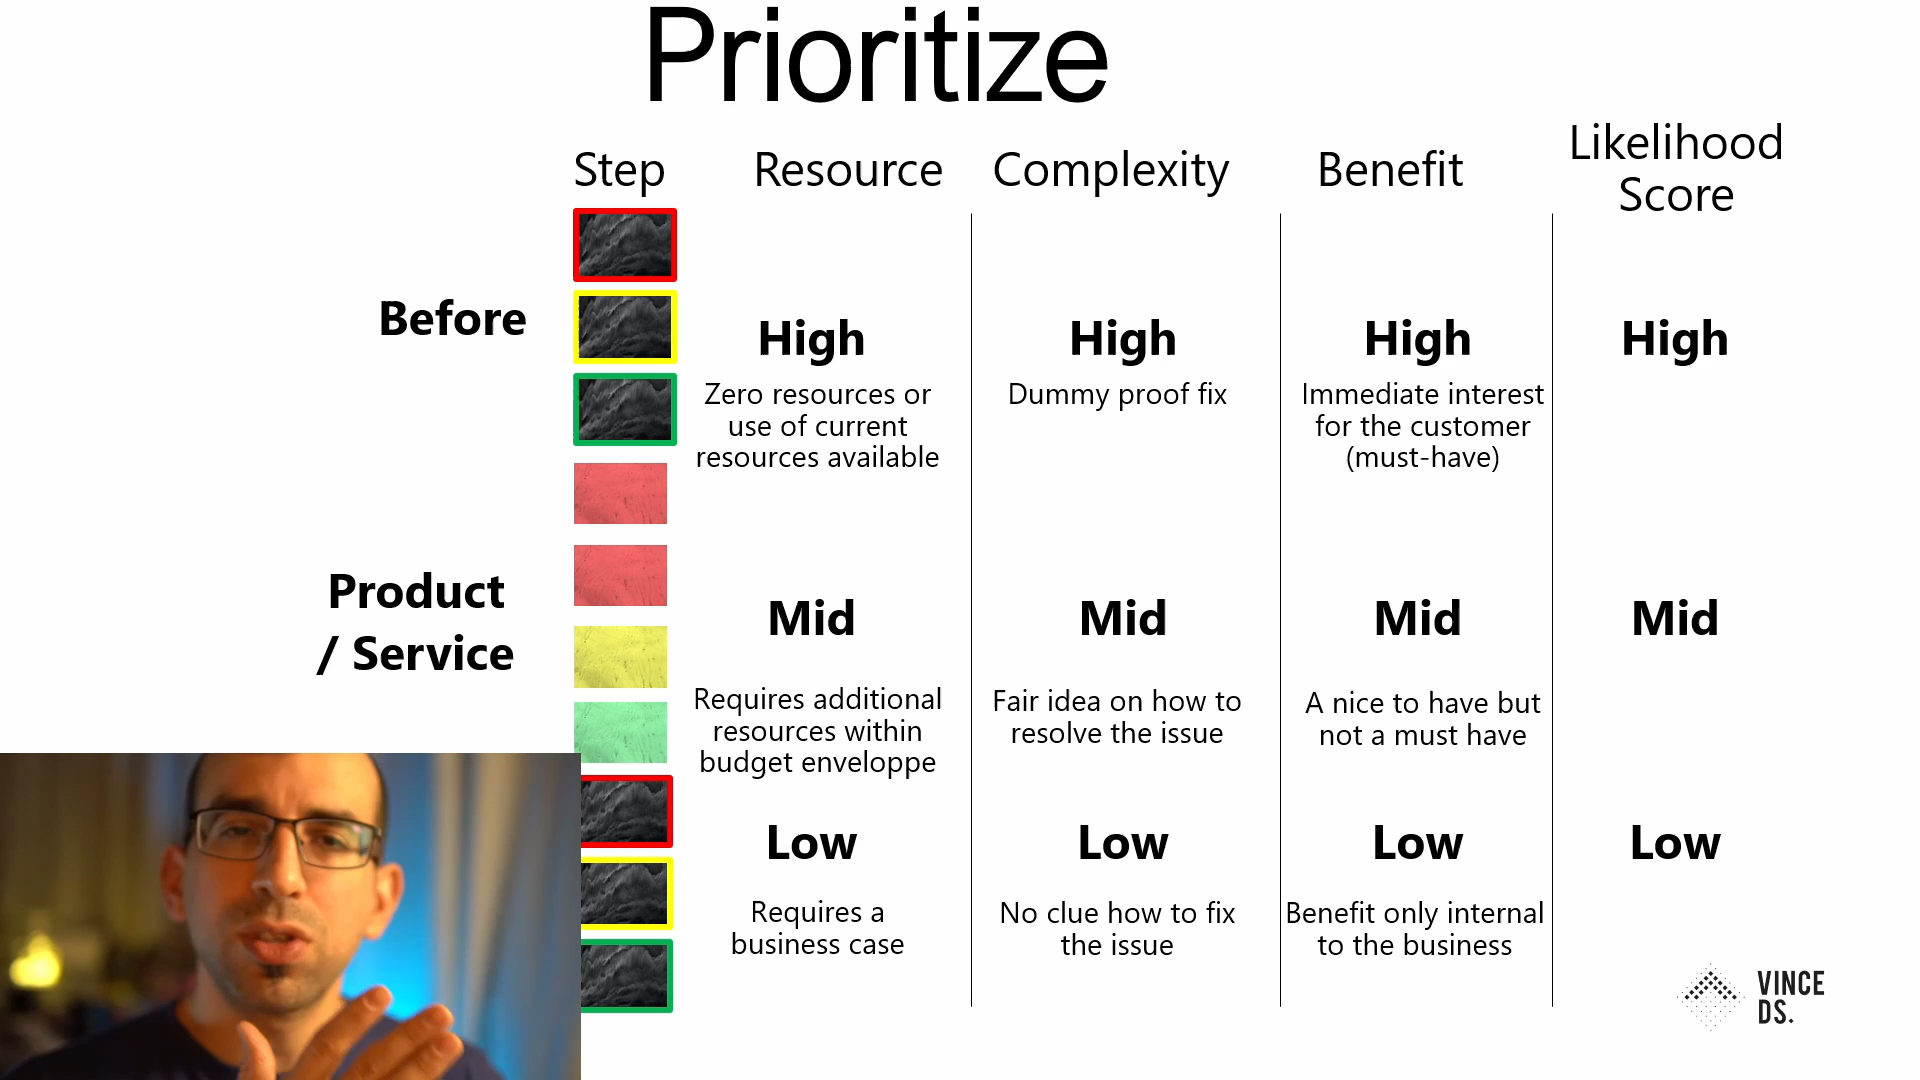 Prioritize
Step
Resource
Complexity
Benefit
Likelihood
Score
Before
High
High
High
High
Zero resources or
use of current
resources available
Dummy proof fix
Immediate interest
for the customer
(must-have)
Product
/ Service
Mid
Mid
Mid
Mid
Requires additional
resources within
budget enveloppe
Fair idea on how to
resolve the issue
A nice to have but
not a must have
Low
Low
Low
Low
Requires a
business case
No clue how to fix
the issue
Benefit only internal
to the business
VINCE
DS.